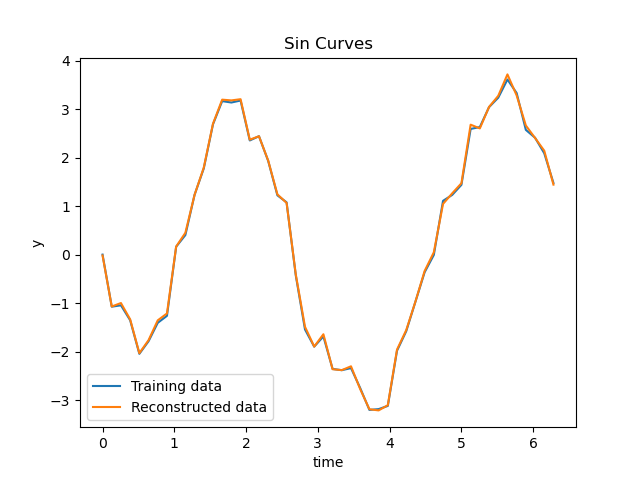 Sin Curves
4
3
2
1
0
−1
−2
−3
y
Training data
Reconstructed data
0 1 2 3 4 5 6
time